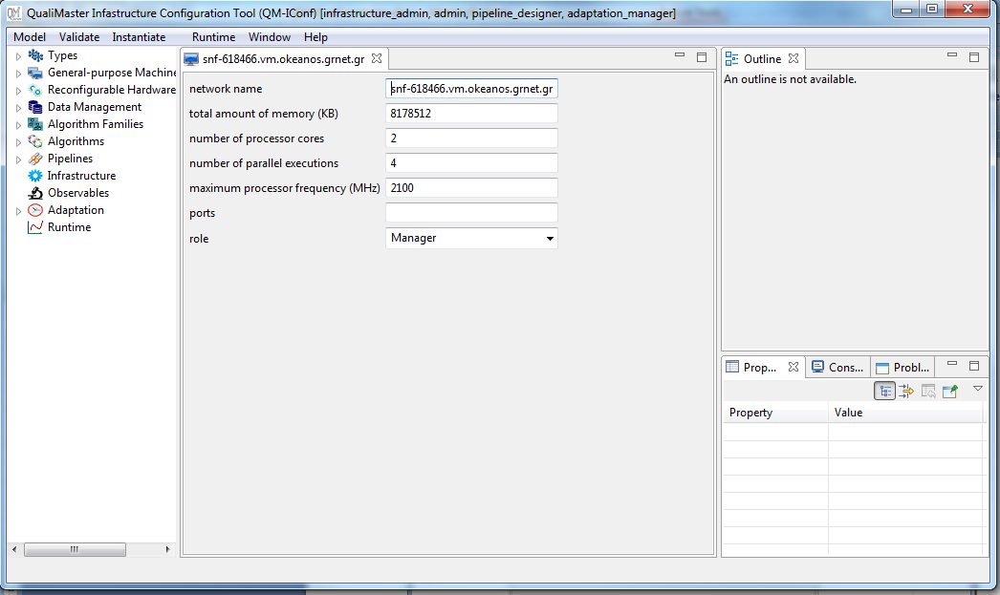 QualiMaster Infastructure Configuration Tool (QM-IConf) [infrastructure_admin, admin, pipeline_designer, adaptation_manager]
Model Validate Instantiate Runtime Window Help
Types
General-purpose Machine
Reconfigurable Hardware
Data Management
Algorithm Families
Algorithms
Pipelines
Infrastructure
Observables
Adaptation
Runtime
snf-618466.vm.okeanos.grnet.gr
network name snf-618466.vm.okeanos.grnet.gr
total amount of memory (KB) 8178512
number of processor cores 2
number of parallel executions 4
maximum processor frequency (MHz) 2100
ports
role Manager
Outline
An outline is not available.
Prop... Cons... Probl...
Property Value